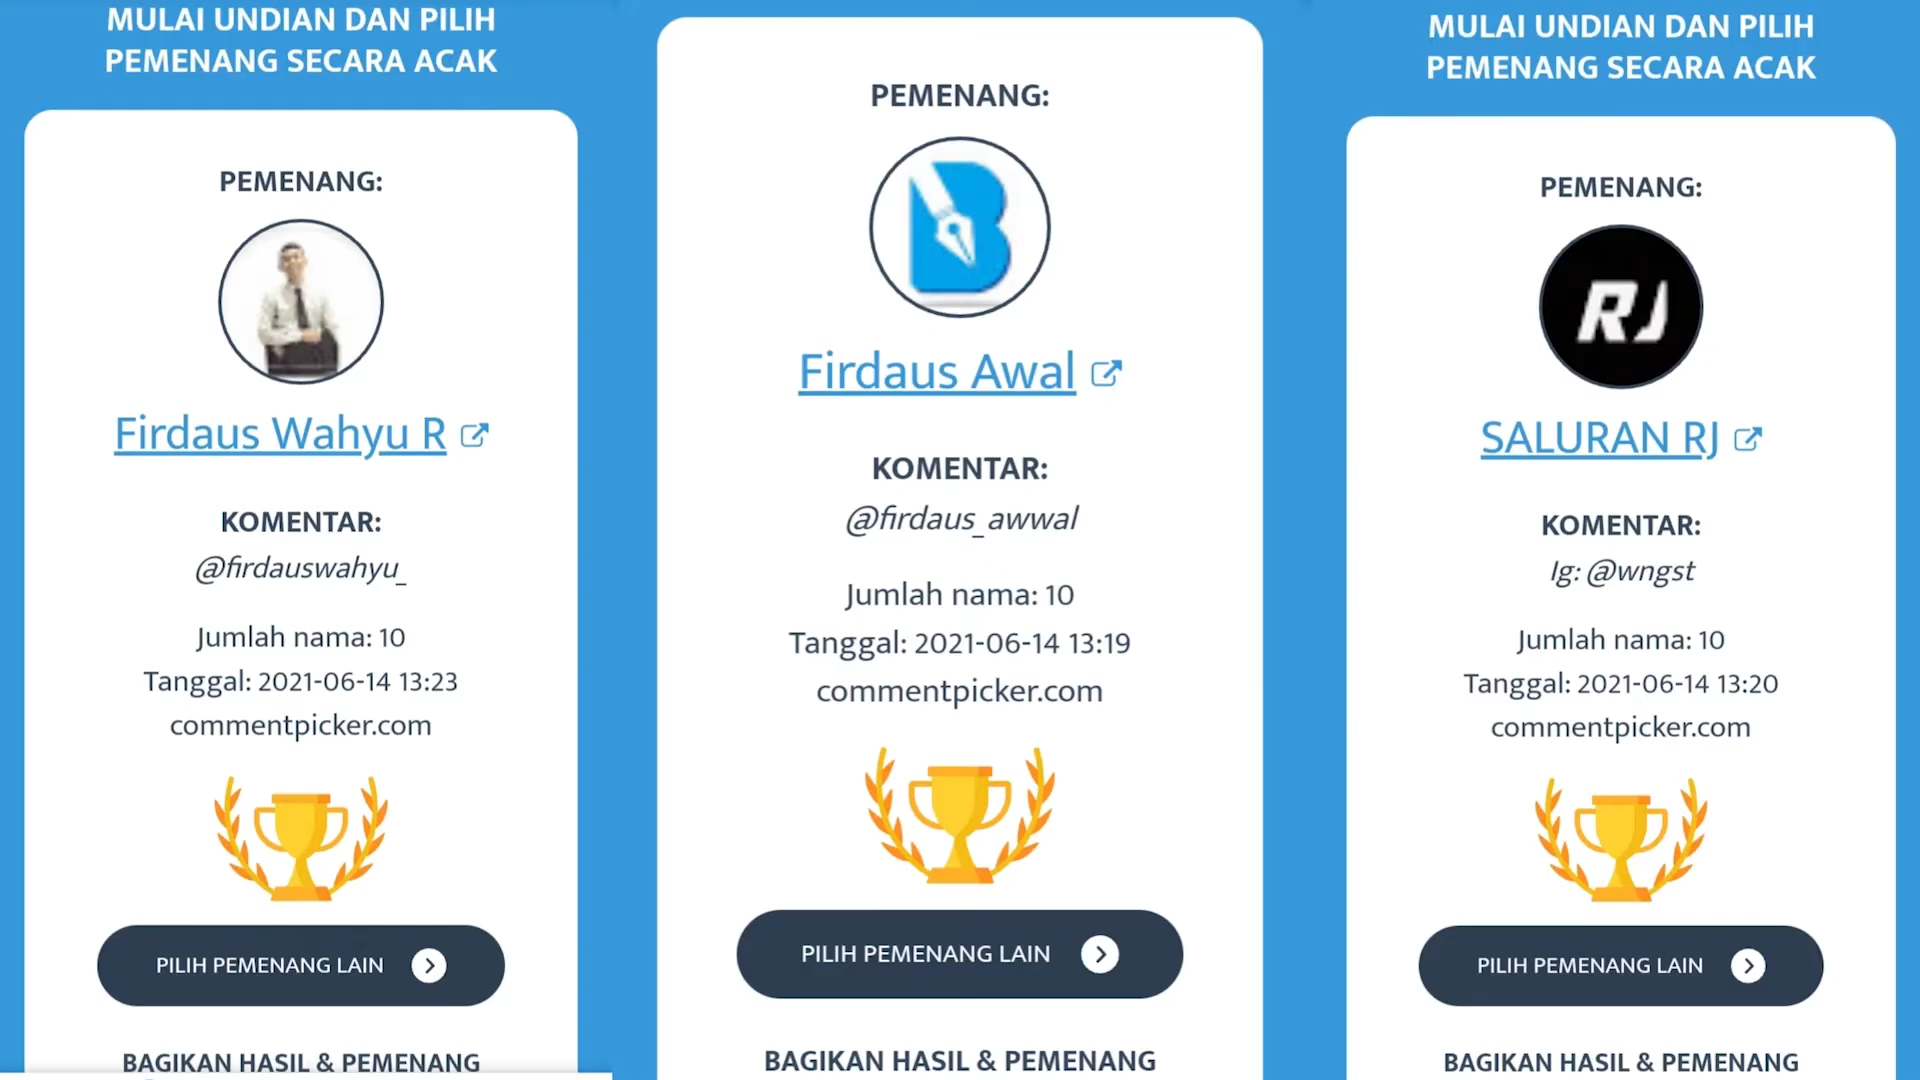 MULAI UNDIAN DAN PILIH
PEMENANG SECARA ACAK
PEMENANG:
Firdaus Wahyu R
KOMENTAR:
@firdauswahyu_
Jumlah nama: 10
Tanggal: 2021-06-14 13:23
commentpicker.com
PILIH PEMENANG LAIN
BAGIKAN HASIL & PEMENANG
PEMENANG:
B
Firdaus Awal
KOMENTAR:
@firdaus_awwal
Jumlah nama: 10
Tanggal: 2021-06-14 13:19
commentpicker.com
PILIH PEMENANG LAIN
BAGIKAN HASIL & PEMENANG
MULAI UNDIAN DAN PILIH
PEMENANG SECARA ACAK
PEMENANG:
RJ
SALURAN RJ
KOMENTAR:
Ig: @wngst
Jumlah nama: 10
Tanggal: 2021-06-14 13:20
commentpicker.com
PILIH PEMENANG LAIN
BAGIKAN HASIL & PEMENANG